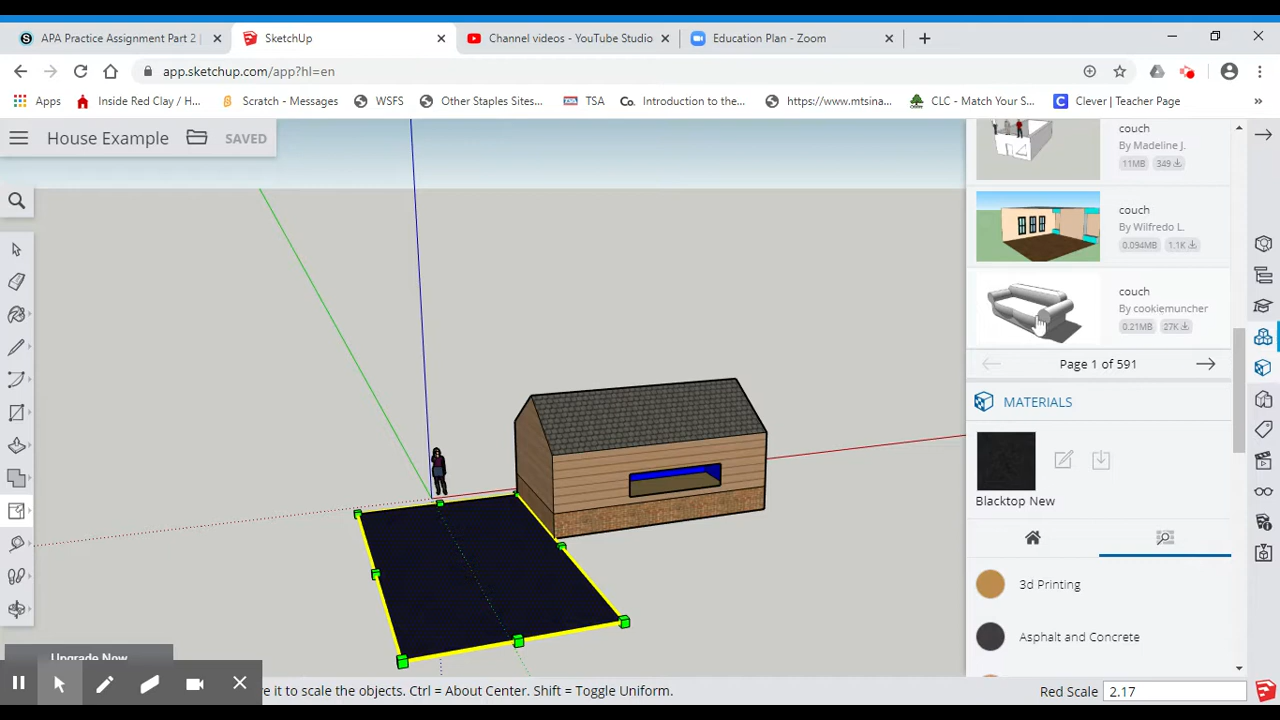 APA Practice Assignment Part 2 |
SketchUp
Channel videos - YouTube Studio
Education Plan - Zoom
app.sketchup.com/app?hl=en
Apps
Inside Red Clay / H...
Scratch - Messages
WSFS
Other Staples Sites...
TSA
Co. Introduction to the...
https://www.mtsina...
CLC - Match Your S...
C Clever | Teacher Page
»
House Example
SAVED
couch
By Madeline J.
11MB 349
couch
By Wilfredo L.
0.094MB 1.1K
couch
By cookiemuncher
0.21MB 27K
Page 1 of 591
MATERIALS
Blacktop New
3d Printing
Asphalt and Concrete
Upgrade Now
e it to scale the objects. Ctrl = About Center. Shift = Toggle Uniform.
Red Scale 2.17